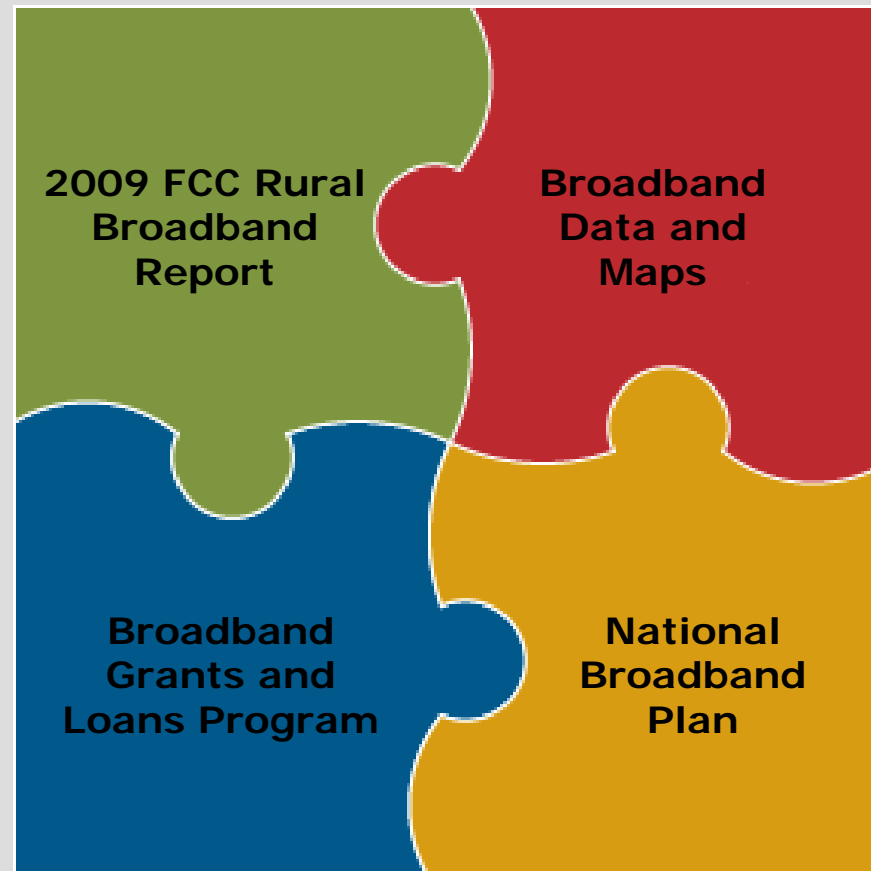 2009 FCC Rural
Broadband
Report
Broadband
Data and
Maps
Broadband
Grants and
Loans Program
National
Broadband
Plan